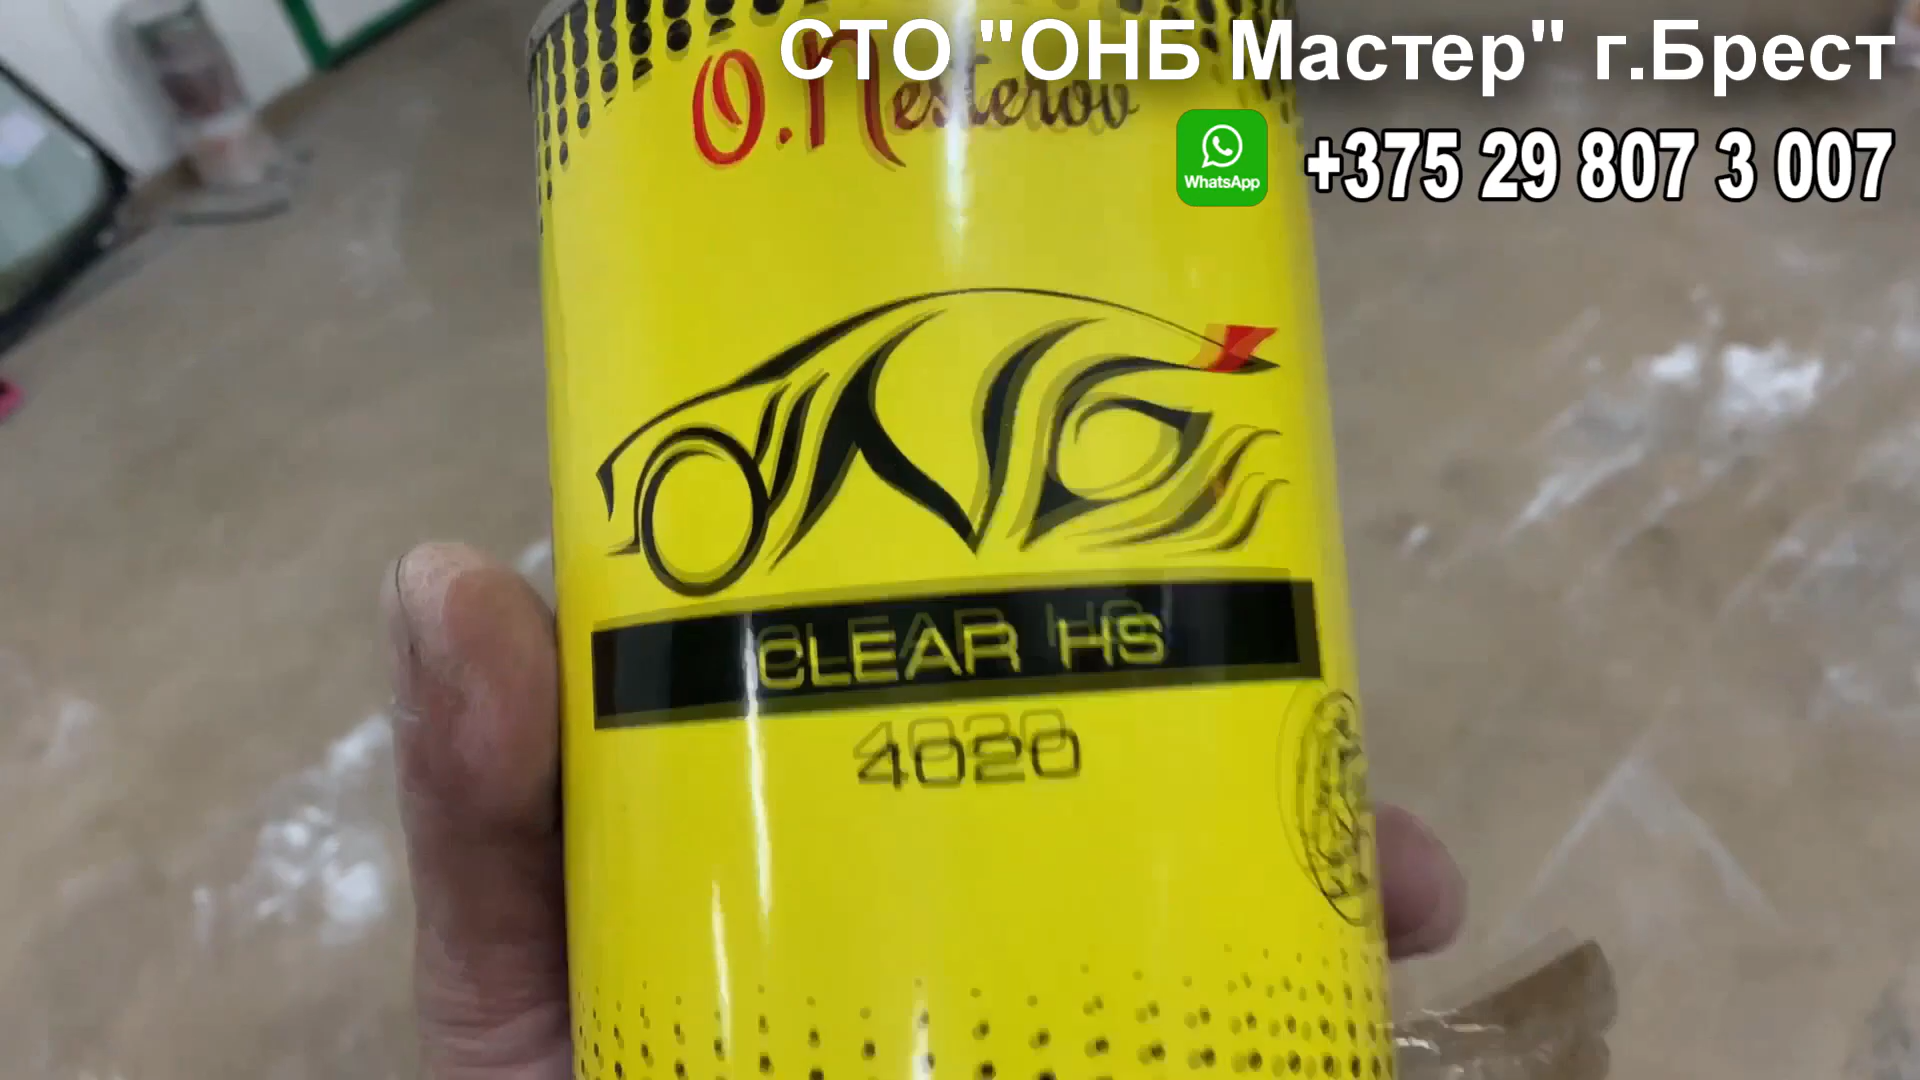 СТО "ОНБ Мастер" г.Брест
O.Nesterov
WhatsApp
+375 29 807 3 007
CLEAR HS
4020